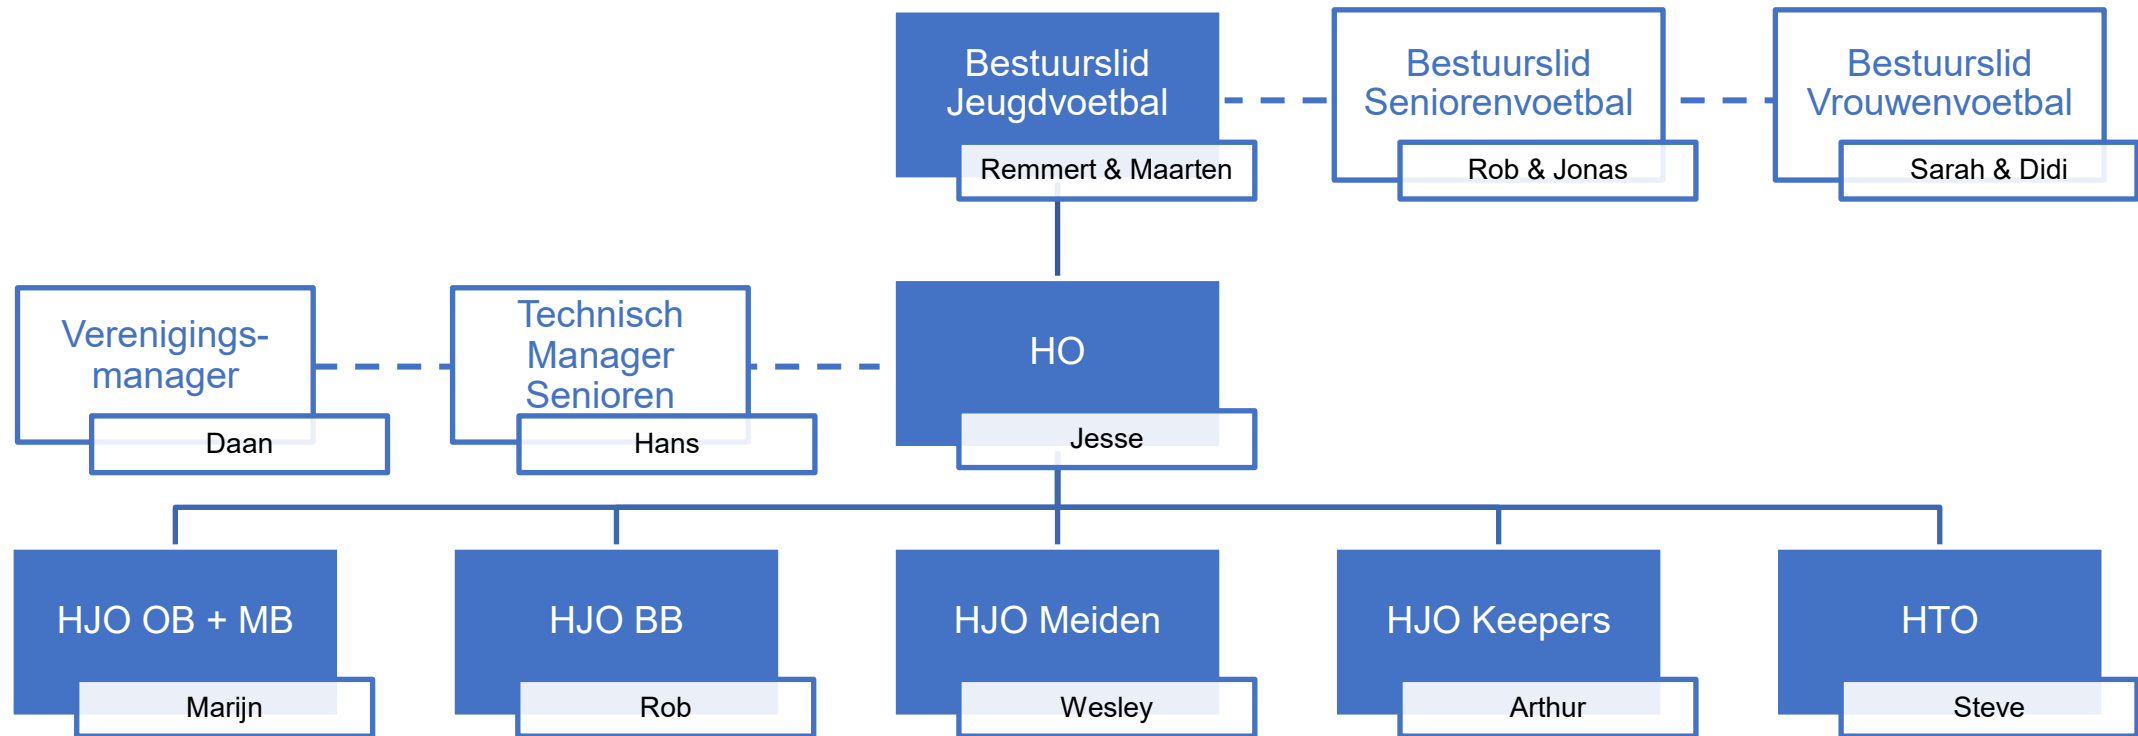 Bestuurslid
Jeugdvoetbal
Remmert & Maarten
Bestuurslid
Seniorenvoetbal
Rob & Jonas
Bestuurslid
Vrouwenvoetbal
Sarah & Didi
Verenigings-
manager
Daan
Technisch
Manager
Senioren
Hans
HO
Jesse
HJO OB + MB
Marijn
HJO BB
Rob
HJO Meiden
Wesley
HJO Keepers
Arthur
HTO
Steve